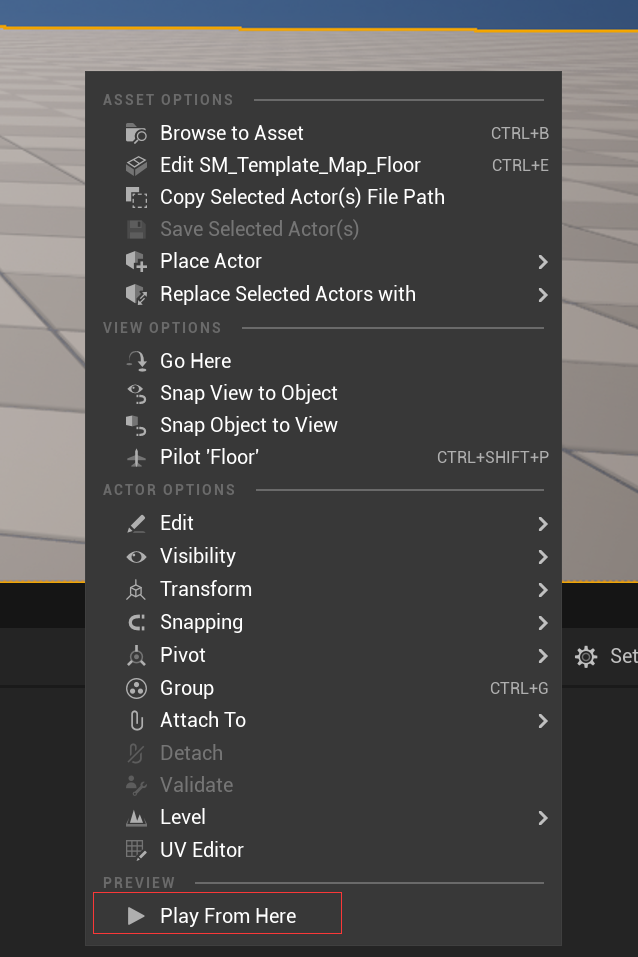 ASSET OPTIONS
Browse to Asset CTRL+B
Edit SM_Template_Map_Floor CTRL+E
Copy Selected Actor(s) File Path
Save Selected Actor(s)
Place Actor
Replace Selected Actors with
VIEW OPTIONS
Go Here
Snap View to Object
Snap Object to View
Pilot 'Floor' CTRL+SHIFT+P
ACTOR OPTIONS
Edit
Visibility
Transform
Snapping
Pivot
Set
Group CTRL+G
Attach To
Detach
Validate
Level
UV Editor
PREVIEW
Play From Here